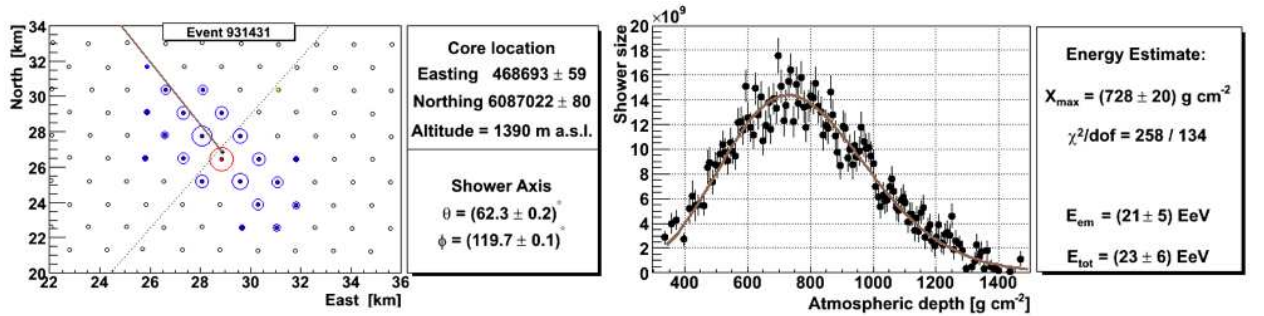 Event 931431
North [km]
34
32
30
28
26
24
22
20
22 24 26 28 30 32 34 36
East [km]
Core location
Easting 468693 ± 59
Northing 6087022 ± 80
Altitude = 1390 m a.s.l.
Shower Axis
θ = (62.3 ± 0.2)°
ϕ = (119.7 ± 0.1)°
×10⁹
Shower size
20
18
16
14
12
10
8
6
4
2
0
400 600 800 1000 1200 1400
Atmospheric depth [g cm⁻²]
Energy Estimate:
Xmax = (728 ± 20) g cm⁻²
χ²/dof = 258 / 134
Eem = (21 ± 5) EeV
Etot = (23 ± 6) EeV